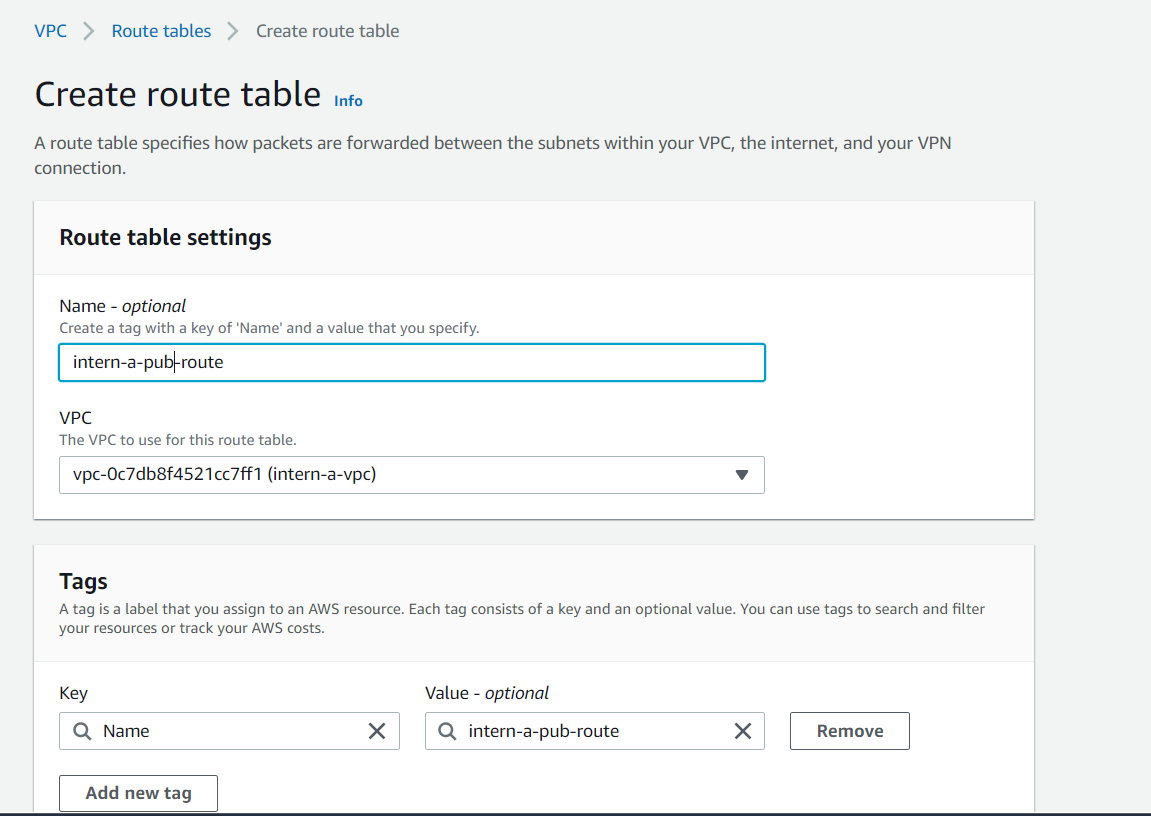 VPC > Route tables > Create route table
Create route table Info
A route table specifies how packets are forwarded between the subnets within your VPC, the internet, and your VPN
connection.
Route table settings
Name - optional
Create a tag with a key of 'Name' and a value that you specify.
intern-a-pub-route
VPC
The VPC to use for this route table.
vpc-0c7db8f4521cc7ff1 (intern-a-vpc)
Tags
A tag is a label that you assign to an AWS resource. Each tag consists of a key and an optional value. You can use tags to search and filter
your resources or track your AWS costs.
Key Value - optional
Name intern-a-pub-route Remove
Add new tag